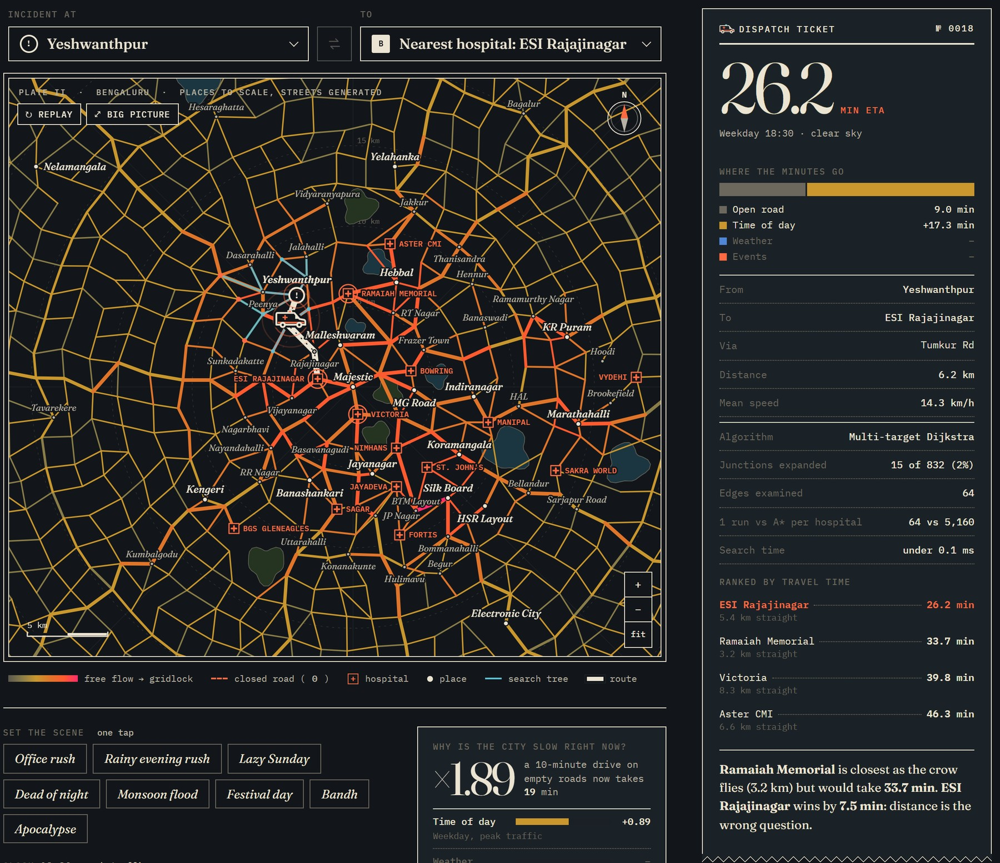 INCIDENT AT
TO
! Yeshwanthpur
B Nearest hospital: ESI Rajajinagar
PLATE II · BENGALURU · PLACES TO SCALE, STREETS GENERATED
↻ REPLAY
⤢ BIG PICTURE
N
Hesaraghatta
Bagalur
15 km
Yelahanka
Nelamangala
Vidyaranyapura
Jakkur
10 km
ASTER CMI
Jalahalli
Dasarahalli
Thanisandra
Hebbal
Hennur
Yeshwanthpur
!
RAMAIAH MEMORIAL
Ramamurthy Nagar
Peenya
RT Nagar
Banaswadi
KR Puram
Malleshwaram
Frazer Town
Hoodi
Sunkadakatte
Rajajinagar
BOWRING
ESI RAJAJINAGAR
Majestic
VYDEHI
Indiranagar
Brookefield
HAL
MG Road
Tavarekere
Vijayanagar
VICTORIA
Marathahalli
MANIPAL
Nagarbhavi
Koramangala
Nayandahalli
Basavanagudi
NIMHANS
Jayanagar
ST. JOHN'S
SAKRA WORLD
RR Nagar
Bellandur
Kengeri
JAYADEVA
Silk Board
Banashankari
BTM Layout
Sarjapur Road
SAGAR
JP Nagar
HSR Layout
BGS GLENEAGLES
FORTIS
Uttarahalli
Bommanahalli
Kumbalgodu
Konanakunte
Begur
Hulimavu
Electronic City
5 km
+
−
fit
free flow → gridlock
closed road ( 0 )
hospital
place
search tree
route
SET THE SCENE one tap
Office rush
Rainy evening rush
Lazy Sunday
Dead of night
Monsoon flood
Festival day
Bandh
Apocalypse
WHY IS THE CITY SLOW RIGHT NOW?
×1.89
a 10-minute drive on
empty roads now takes
19 min
Time of day +0.89
Weekday, peak traffic
Weather –
DISPATCH TICKET
№ 0018
26.2 MIN ETA
Weekday 18:30 · clear sky
WHERE THE MINUTES GO
Open road 9.0 min
Time of day +17.3 min
Weather –
Events –
From Yeshwanthpur
To ESI Rajajinagar
Via Tumkur Rd
Distance 6.2 km
Mean speed 14.3 km/h
Algorithm Multi-target Dijkstra
Junctions expanded 15 of 832 (2%)
Edges examined 64
1 run vs A* per hospital 64 vs 5,160
Search time under 0.1 ms
RANKED BY TRAVEL TIME
ESI Rajajinagar 26.2 min
5.4 km straight
Ramaiah Memorial 33.7 min
3.2 km straight
Victoria 39.8 min
8.3 km straight
Aster CMI 46.3 min
6.6 km straight
Ramaiah Memorial is closest as the crow
flies (3.2 km) but would take 33.7 min. ESI
Rajajinagar wins by 7.5 min: distance is the
wrong question.